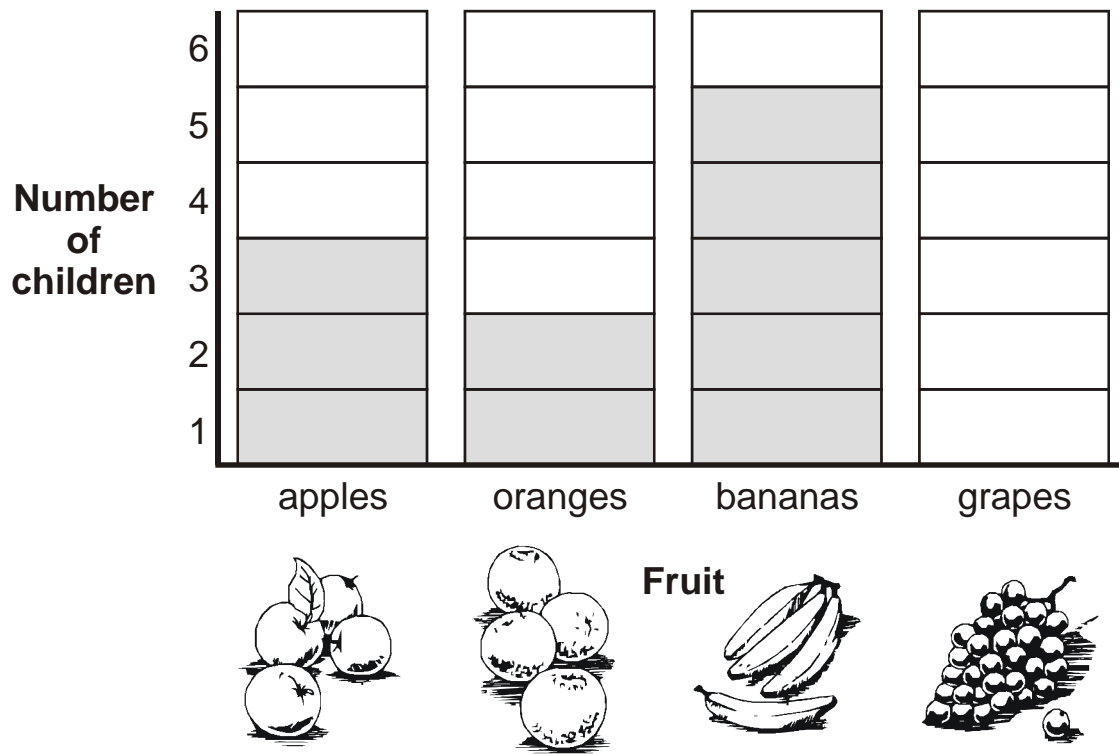 6
5
4
3
2
1
Number
of
children
apples oranges bananas grapes
Fruit